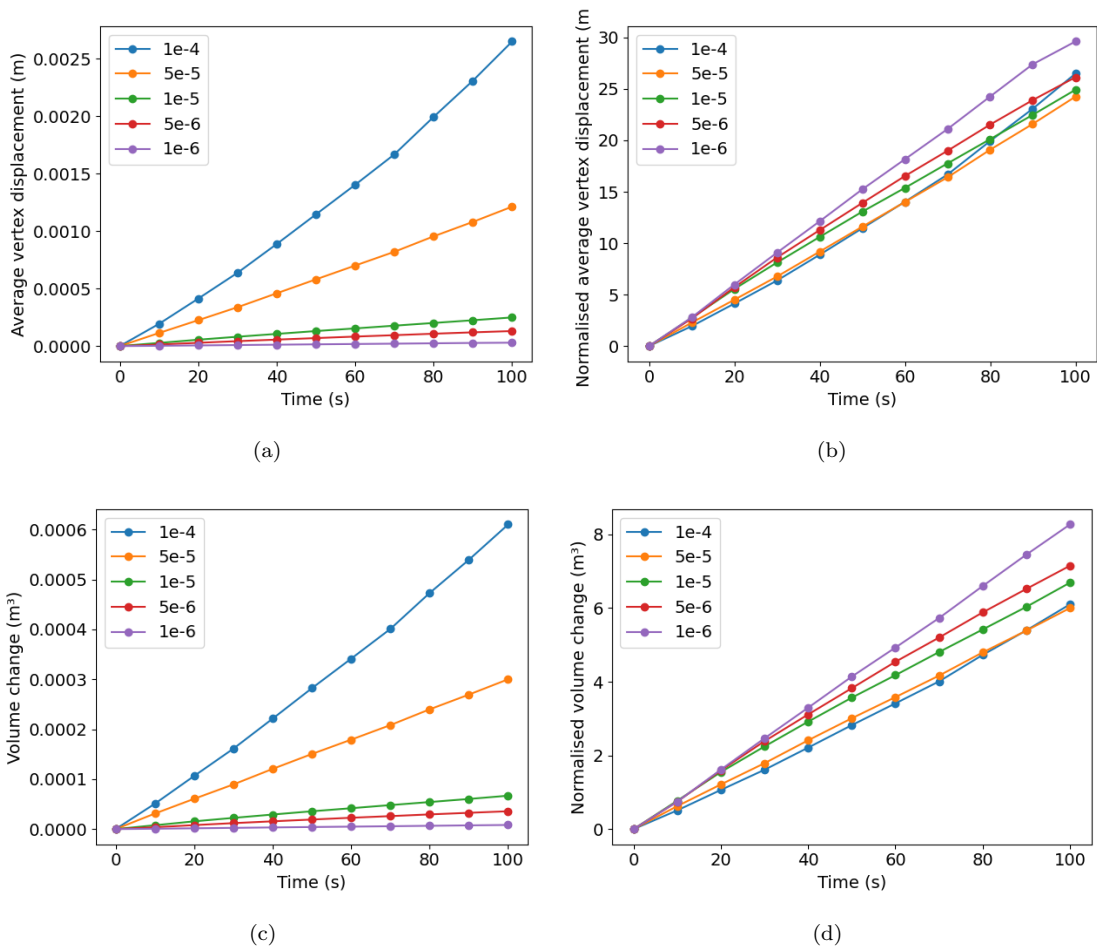 Average vertex displacement (m)
0.0025
0.0020
0.0015
0.0010
0.0005
0.0000
1e-4
5e-5
1e-5
5e-6
1e-6
0 20 40 60 80 100
Time (s)
(a)
Normalised average vertex displacement (m
30
25
20
15
10
5
0
1e-4
5e-5
1e-5
5e-6
1e-6
0 20 40 60 80 100
Time (s)
(b)
Volume change (m³)
0.0006
0.0005
0.0004
0.0003
0.0002
0.0001
0.0000
1e-4
5e-5
1e-5
5e-6
1e-6
0 20 40 60 80 100
Time (s)
(c)
Normalised volume change (m³)
8
6
4
2
0
1e-4
5e-5
1e-5
5e-6
1e-6
0 20 40 60 80 100
Time (s)
(d)